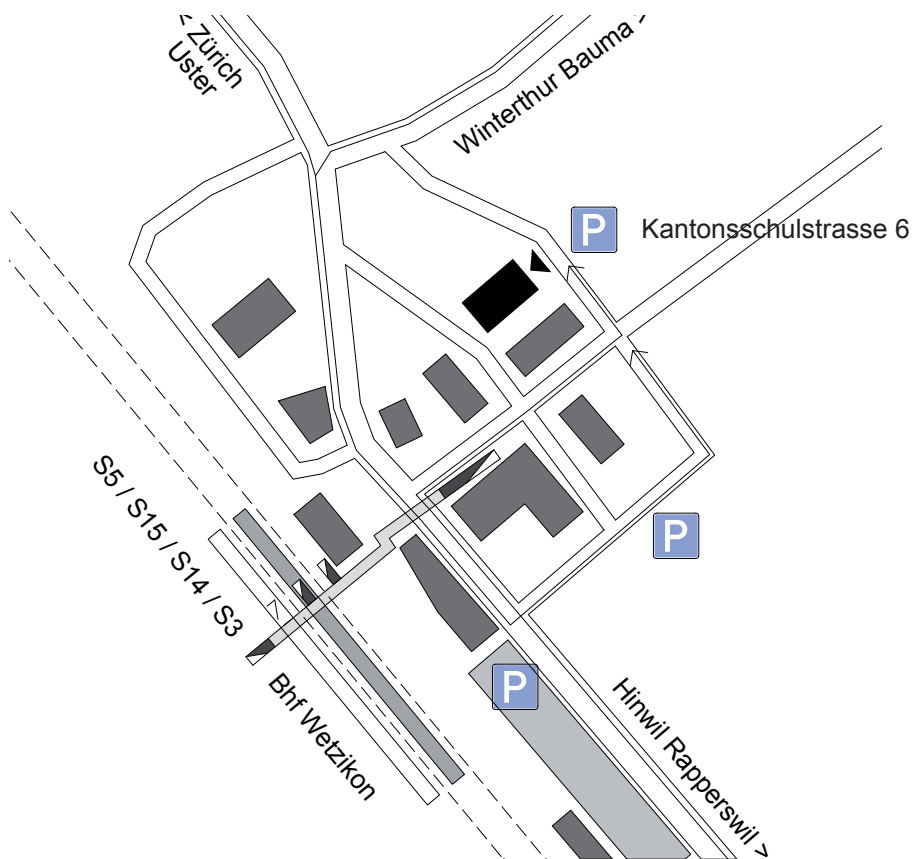 < Zürich
Uster
Winterthur Bauma >
P
Kantonsschulstrasse 6
S5 / S15 / S14 / S3
P
Bhf Wetzikon
P
Hinwil Rapperswil >